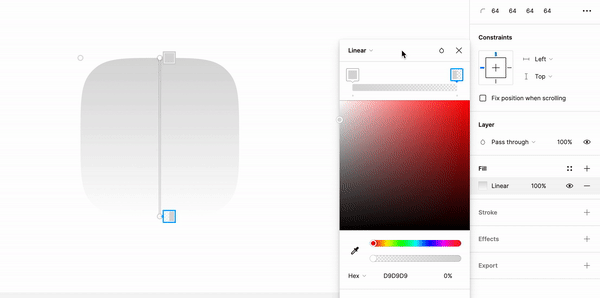 64 64 64 64
Constraints
Left
Top
Fix position when scrolling
Layer
Pass through 100%
Fill
Linear 100%
Stroke
Effects
Export
Linear
Hex D9D9D9 0%